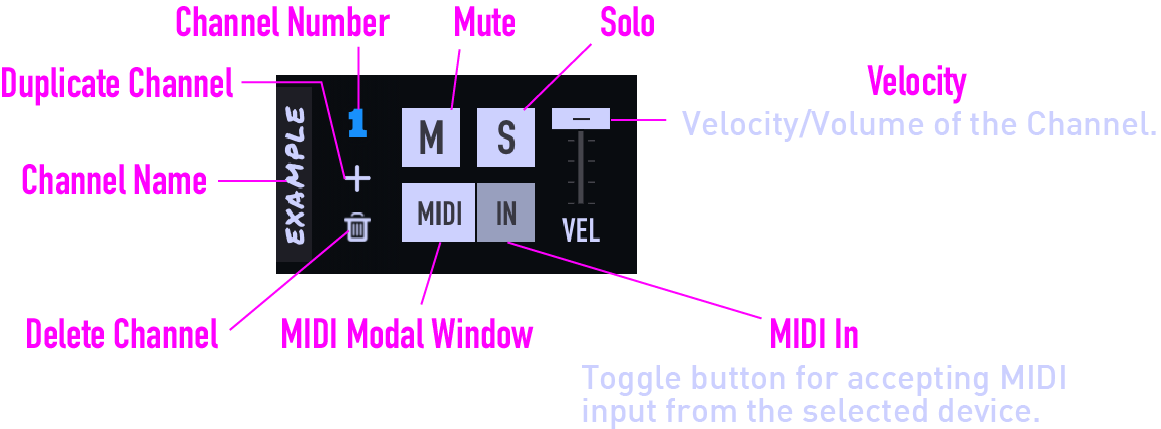 Channel Number
Mute
Solo
Duplicate Channel
Velocity
Velocity/Volume of the Channel.
EXAMPLE
1
M
S
Channel Name
MIDI
IN
VEL
Delete Channel
MIDI Modal Window
MIDI In
Toggle button for accepting MIDI
input from the selected device.